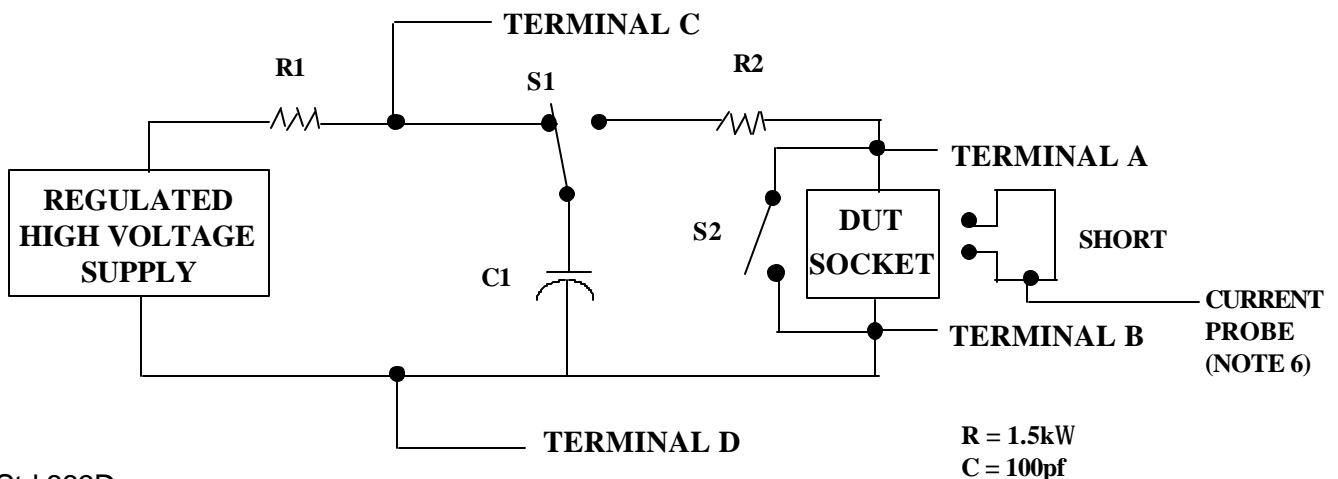 TERMINAL C
R1
R2
S1
TERMINAL A
REGULATED
HIGH VOLTAGE
SUPPLY
DUT
SOCKET
S2
SHORT
C1
CURRENT
PROBE
(NOTE 6)
TERMINAL B
TERMINAL D
R = 1.5kW
C = 100pf